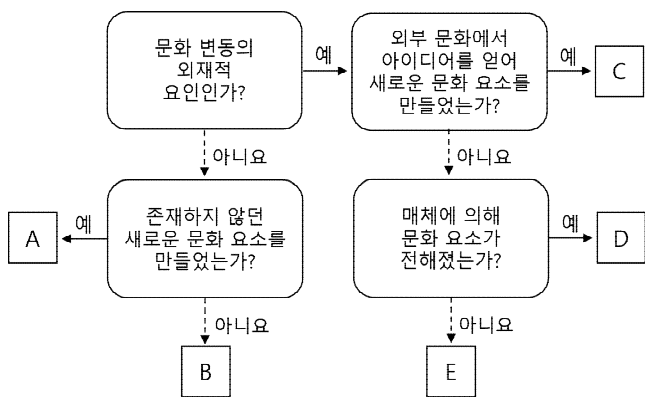 문화 변동의
외재적
요인인가?
예
외부 문화에서
아이디어를 얻어
새로운 문화 요소를
만들었는가?
예
C
아니요
아니요
A
예
존재하지 않던
새로운 문화 요소를
만들었는가?
매체에 의해
문화 요소가
전해졌는가?
예
D
아니요
아니요
B
E